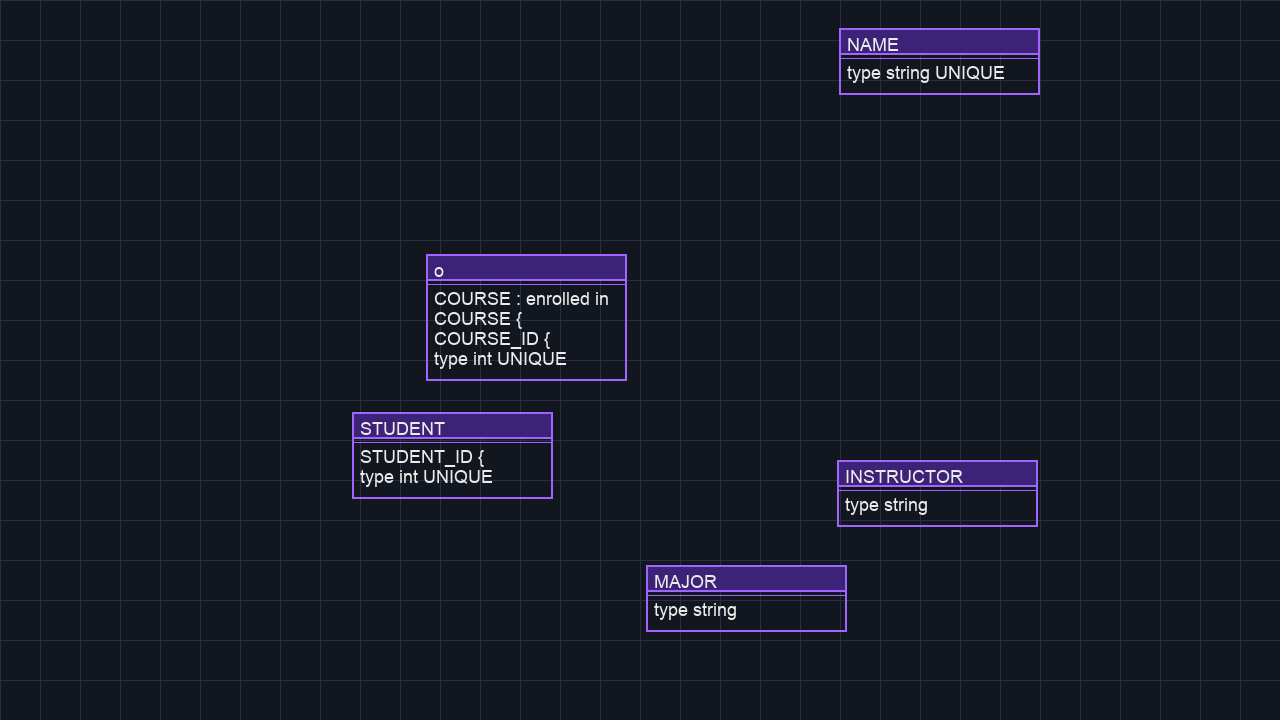 NAME
type string UNIQUE
o
COURSE : enrolled in
COURSE {
COURSE_ID {
type int UNIQUE
STUDENT
STUDENT_ID {
type int UNIQUE
INSTRUCTOR
type string
MAJOR
type string